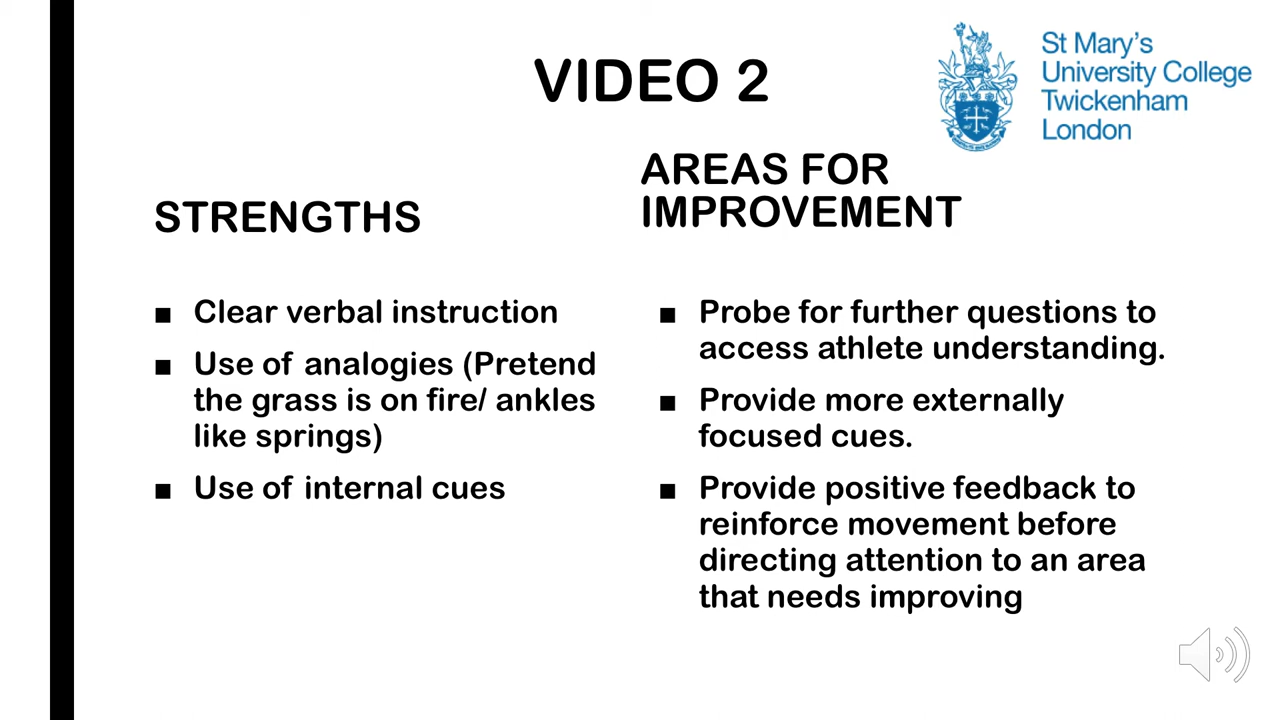 VIDEO 2
St Mary's
University College
Twickenham
London
STRENGTHS
■ Clear verbal instruction
■ Use of analogies (Pretend
the grass is on fire/ ankles
like springs)
■ Use of internal cues
AREAS FOR
IMPROVEMENT
■ Probe for further questions to
access athlete understanding.
■ Provide more externally
focused cues.
■ Provide positive feedback to
reinforce movement before
directing attention to an area
that needs improving